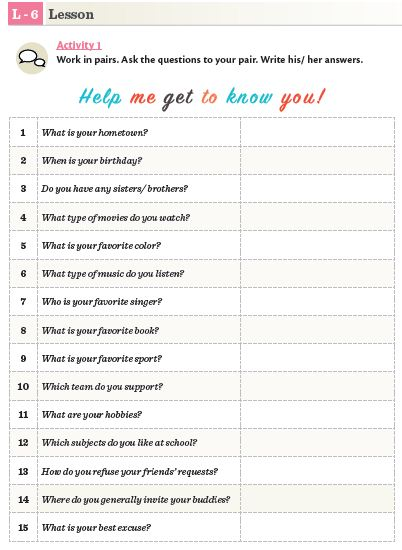 L - 6 Lesson
Activity 1
Work in pairs. Ask the questions to your pair. Write his/ her answers.
Help me get to know you!
1 What is your hometown?
2 When is your birthday?
3 Do you have any sisters/ brothers?
4 What type of movies do you watch?
5 What is your favorite color?
6 What type of music do you listen?
7 Who is your favorite singer?
8 What is your favorite book?
9 What is your favorite sport?
10 Which team do you support?
11 What are your hobbies?
12 Which subjects do you like at school?
13 How do you refuse your friends' requests?
14 Where do you generally invite your buddies?
15 What is your best excuse?